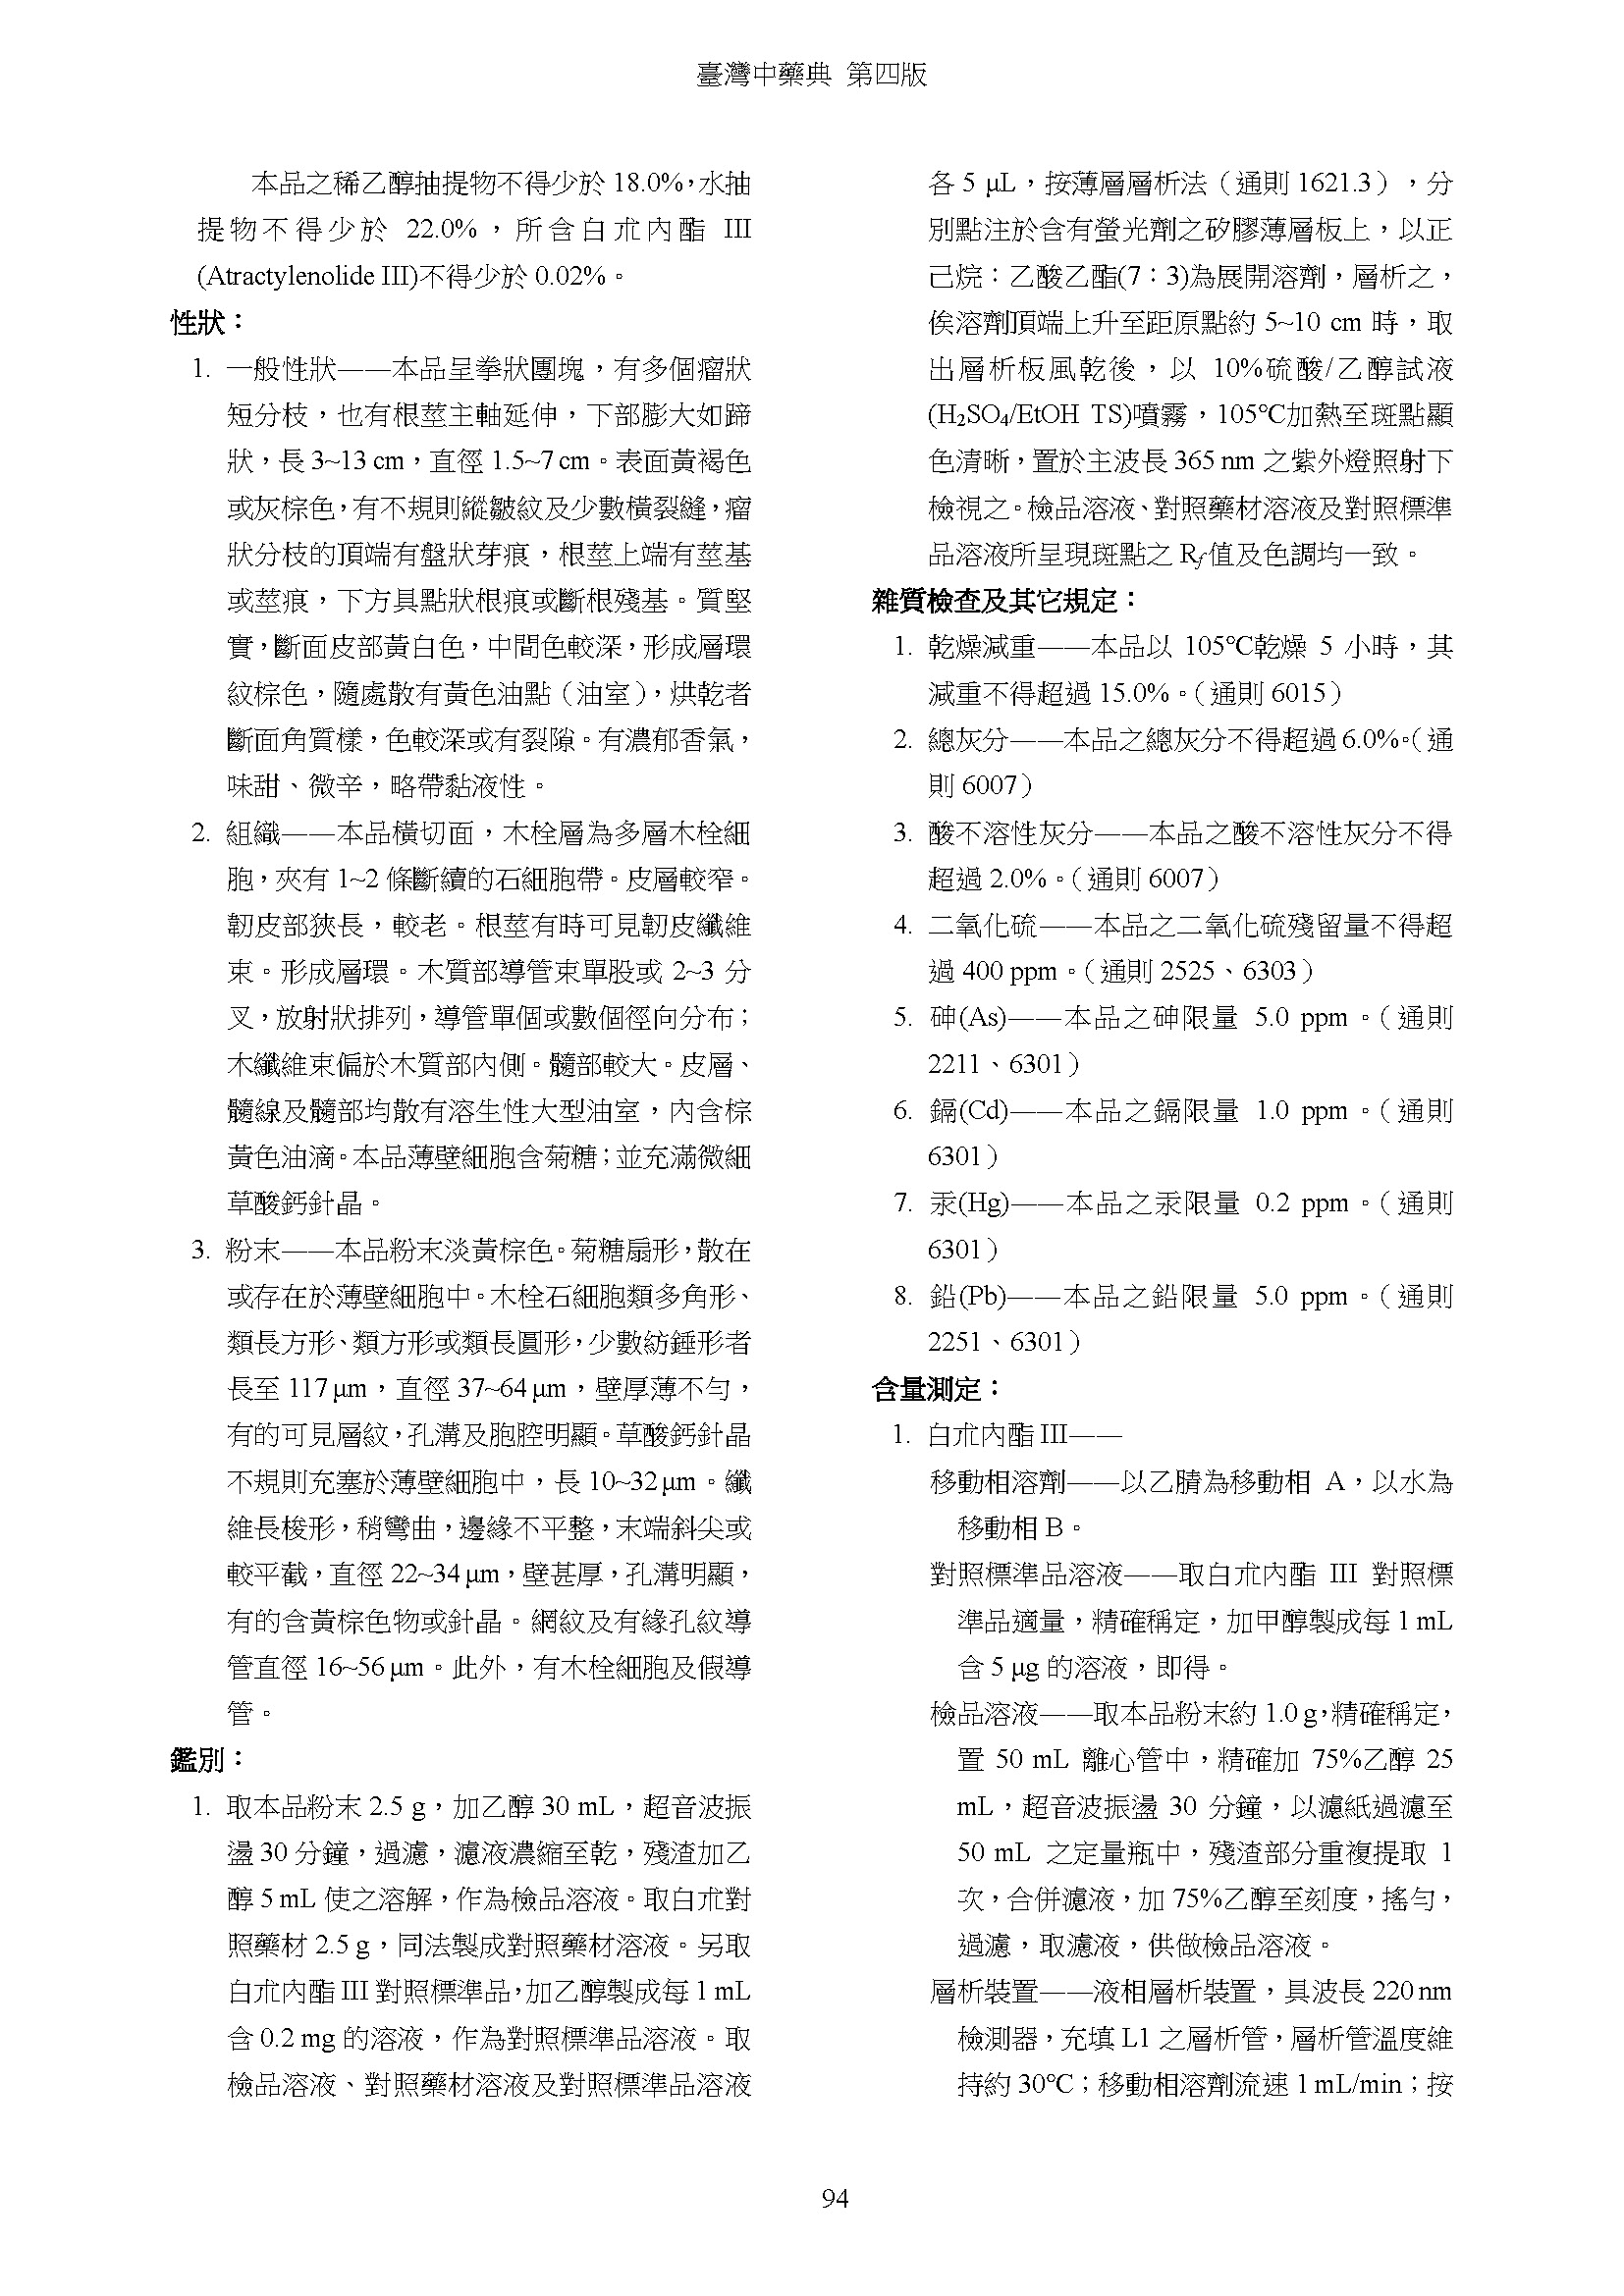 臺灣中藥典 第四版
本品之稀乙醇抽提物不得少於 18.0%,水抽
提物不得少於 22.0%,所含白朮內酯 III
(Atractylenolide III)不得少於 0.02%。
性狀:
1. 一般性狀——本品呈拳狀團塊,有多個瘤狀
短分枝,也有根莖主軸延伸,下部膨大如蹄
狀,長 3~13 cm,直徑 1.5~7 cm。表面黃褐色
或灰棕色,有不規則縱皺紋及少數橫裂縫,瘤
狀分枝的頂端有盤狀芽痕,根莖上端有莖基
或莖痕,下方具點狀根痕或斷根殘基。質堅
實,斷面皮部黃白色,中間色較深,形成層環
紋棕色,隨處散有黃色油點(油室),烘乾者
斷面角質樣,色較深或有裂隙。有濃郁香氣,
味甜、微辛,略帶黏液性。
2. 組織——本品橫切面,木栓層為多層木栓細
胞,夾有 1~2 條斷續的石細胞帶。皮層較窄。
韌皮部狹長,較老。根莖有時可見韌皮纖維
束。形成層環。木質部導管束單股或 2~3 分
叉,放射狀排列,導管單個或數個徑向分布;
木纖維束偏於木質部內側。髓部較大。皮層、
髓線及髓部均散有溶生性大型油室,內含棕
黃色油滴。本品薄壁細胞含菊糖;並充滿微細
草酸鈣針晶。
3. 粉末——本品粉末淡黃棕色。菊糖扇形,散在
或存在於薄壁細胞中。木栓石細胞類多角形、
類長方形、類方形或類長圓形,少數紡錘形者
長至 117 μm,直徑 37~64 μm,壁厚薄不勻,
有的可見層紋,孔溝及胞腔明顯。草酸鈣針晶
不規則充塞於薄壁細胞中,長 10~32 μm。纖
維長梭形,稍彎曲,邊緣不平整,末端斜尖或
較平截,直徑 22~34 μm,壁甚厚,孔溝明顯,
有的含黃棕色物或針晶。網紋及有緣孔紋導
管直徑 16~56 μm。此外,有木栓細胞及假導
管。
鑑別:
1. 取本品粉末 2.5 g,加乙醇 30 mL,超音波振
盪 30 分鐘,過濾,濾液濃縮至乾,殘渣加乙
醇 5 mL 使之溶解,作為檢品溶液。取白朮對
照藥材 2.5 g,同法製成對照藥材溶液。另取
白朮內酯 III 對照標準品,加乙醇製成每 1 mL
含 0.2 mg 的溶液,作為對照標準品溶液。取
檢品溶液、對照藥材溶液及對照標準品溶液
各 5 μL,按薄層層析法(通則 1621.3),分
別點注於含有螢光劑之矽膠薄層板上,以正
己烷:乙酸乙酯(7:3)為展開溶劑,層析之,
俟溶劑頂端上升至距原點約 5~10 cm 時,取
出層析板風乾後,以 10%硫酸/乙醇試液
(H₂SO₄/EtOH TS)噴霧,105℃加熱至斑點顯
色清晰,置於主波長 365 nm 之紫外燈照射下
檢視之。檢品溶液、對照藥材溶液及對照標準
品溶液所呈現斑點之 Rf值及色調均一致。
雜質檢查及其它規定:
1. 乾燥減重——本品以 105℃乾燥 5 小時,其
減重不得超過 15.0%。(通則 6015)
2. 總灰分——本品之總灰分不得超過 6.0%。(通
則 6007)
3. 酸不溶性灰分——本品之酸不溶性灰分不得
超過 2.0%。(通則 6007)
4. 二氧化硫——本品之二氧化硫殘留量不得超
過 400 ppm。(通則 2525、6303)
5. 砷(As)——本品之砷限量 5.0 ppm。(通則
2211、6301)
6. 鎘(Cd)——本品之鎘限量 1.0 ppm。(通則
6301)
7. 汞(Hg)——本品之汞限量 0.2 ppm。(通則
6301)
8. 鉛(Pb)——本品之鉛限量 5.0 ppm。(通則
2251、6301)
含量測定:
1. 白朮內酯 III——
移動相溶劑——以乙腈為移動相 A,以水為
移動相 B。
對照標準品溶液——取白朮內酯 III 對照標
準品適量,精確稱定,加甲醇製成每 1 mL
含 5 μg 的溶液,即得。
檢品溶液——取本品粉末約 1.0 g,精確稱定,
置 50 mL 離心管中,精確加 75%乙醇 25
mL,超音波振盪 30 分鐘,以濾紙過濾至
50 mL 之定量瓶中,殘渣部分重複提取 1
次,合併濾液,加 75%乙醇至刻度,搖勻,
過濾,取濾液,供做檢品溶液。
層析裝置——液相層析裝置,具波長 220 nm
檢測器,充填 L1 之層析管,層析管溫度維
持約 30℃;移動相溶劑流速 1 mL/min;按
94